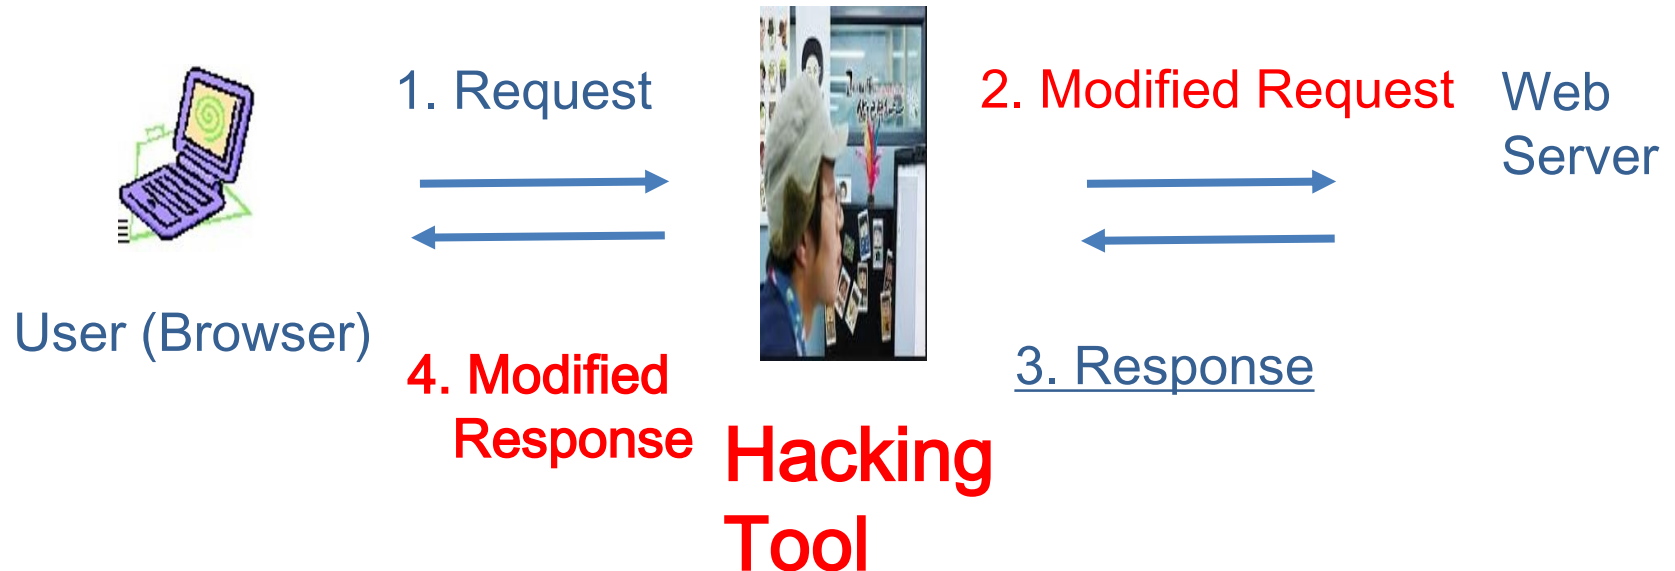 1. Request
2. Modified Request
Web
Server
User (Browser)
4. Modified
Response
3. Response
Hacking
Tool